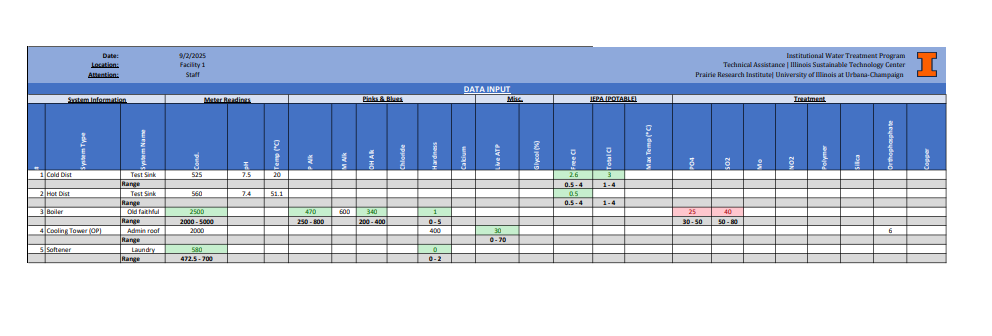 Date: 9/2/2025 Institutional Water Treatment Program
Location: Facility 1 Technical Assistance | Illinois Sustainable Technology Center
Attention: Staff Prairie Research Institute| University of Illinois at Urbana-Champaign
DATA INPUT
System Information Meter Readings Pinks & Blues Misc. IEPA (POTABLE) Treatment
# System Type System Name Cond. pH Temp (°C) P Alk M Alk OH Alk Chloride Hardness Calcium Live ATP Glycol (%) Free Cl Total Cl Max Temp (°C) PO4 SO2 Mo NO2 Polymer Silica Orthophosphate Copper
1 Cold Dist Test Sink 525 7.5 20 2.6 3
Range 0.5 - 4 1 - 4
2 Hot Dist Test Sink 560 7.4 51.1 0.5
Range 0.5 - 4 1 - 4
3 Boiler Old faithful 2500 470 600 340 1 25 40
Range 2000 - 5000 250 - 800 200 - 400 0 - 5 30 - 50 50 - 80
4 Cooling Tower (OP) Admin roof 2000 400 30 6
Range 0 - 70
5 Softener Laundry 580 0
Range 472.5 - 700 0 - 2